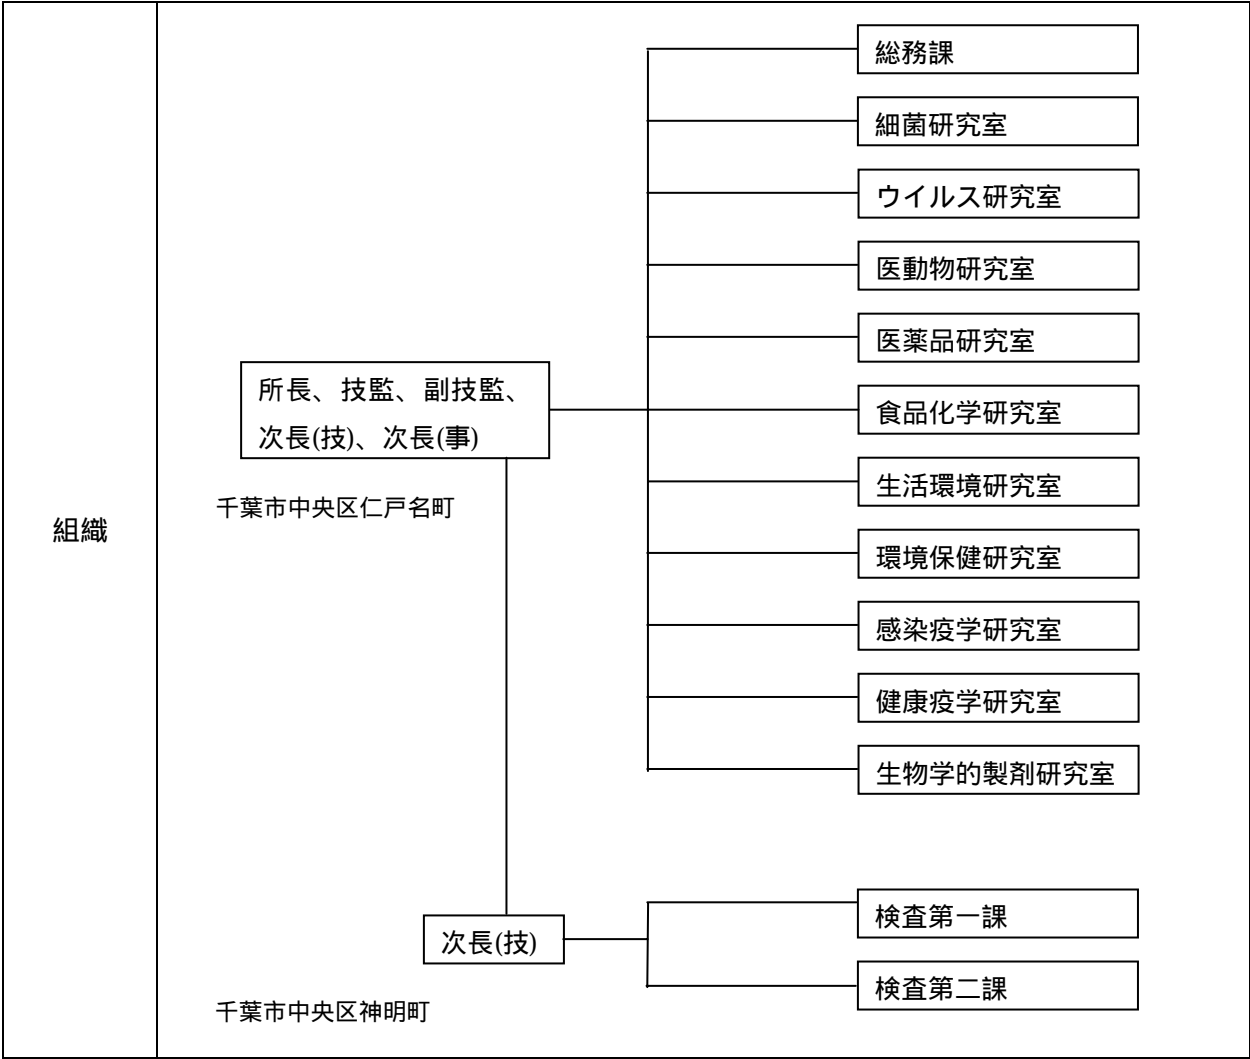 組織
所長、技監、副技監、
次長(技)、次長(事)
千葉市中央区仁戸名町
総務課
細菌研究室
ウイルス研究室
医動物研究室
医薬品研究室
食品化学研究室
生活環境研究室
環境保健研究室
感染疫学研究室
健康疫学研究室
生物学的製剤研究室
次長(技)
千葉市中央区神明町
検査第一課
検査第二課